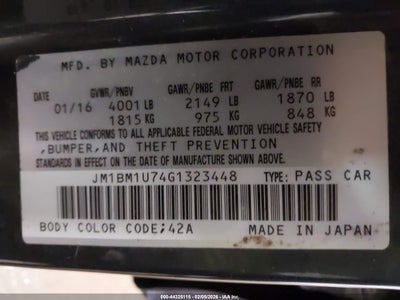 MFD. BY MAZDA MOTOR CORPORATION
DATE GVWR/PNBV GAWR/PNBE FRT GAWR/PNBE RR
01/16 4001 LB 2149 LB 1870 LB
1815 KG 975 KG 848 KG
THIS VEHICLE CONFORMS TO ALL APPLICABLE FEDERAL MOTOR VEHICLE SAFETY
,BUMPER,AND THEFT PREVENTION
STANDARDS IN EFFECT ON THE DATE OF MANUFACTURE SHOWN ABOVE.
JM1BM1U74G1323448 TYPE: PASS CAR
BODY COLOR CODE;42A MADE IN JAPAN
000-44325115 - 02/05/2026 - IAA, Inc.